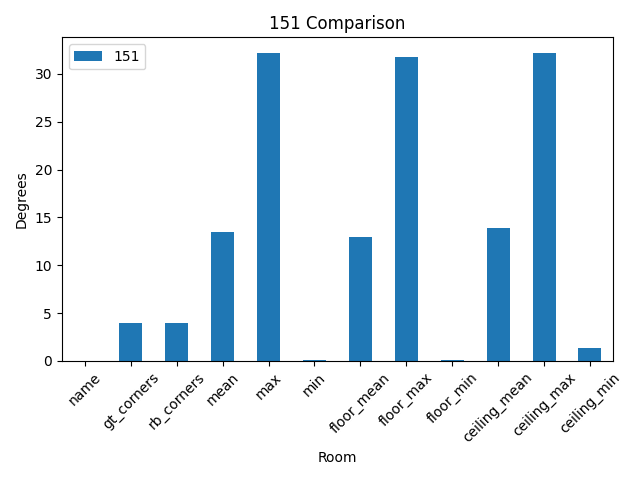 151 Comparison
151
Degrees
30
25
20
15
10
5
0
name
gt_corners
rb_corners
mean
max
min
floor_mean
floor_max
floor_min
ceiling_mean
ceiling_max
ceiling_min
Room